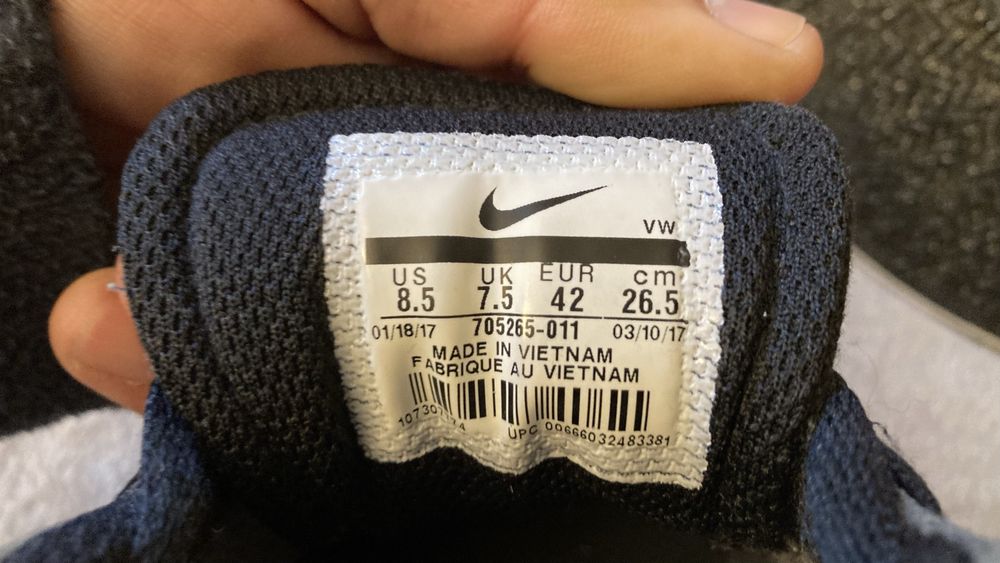 VW
US UK EUR cm
8.5 7.5 42 26.5
01/18/17 705265-011 03/10/17
MADE IN VIETNAM
FABRIQUE AU VIETNAM
UPC 00666032483381